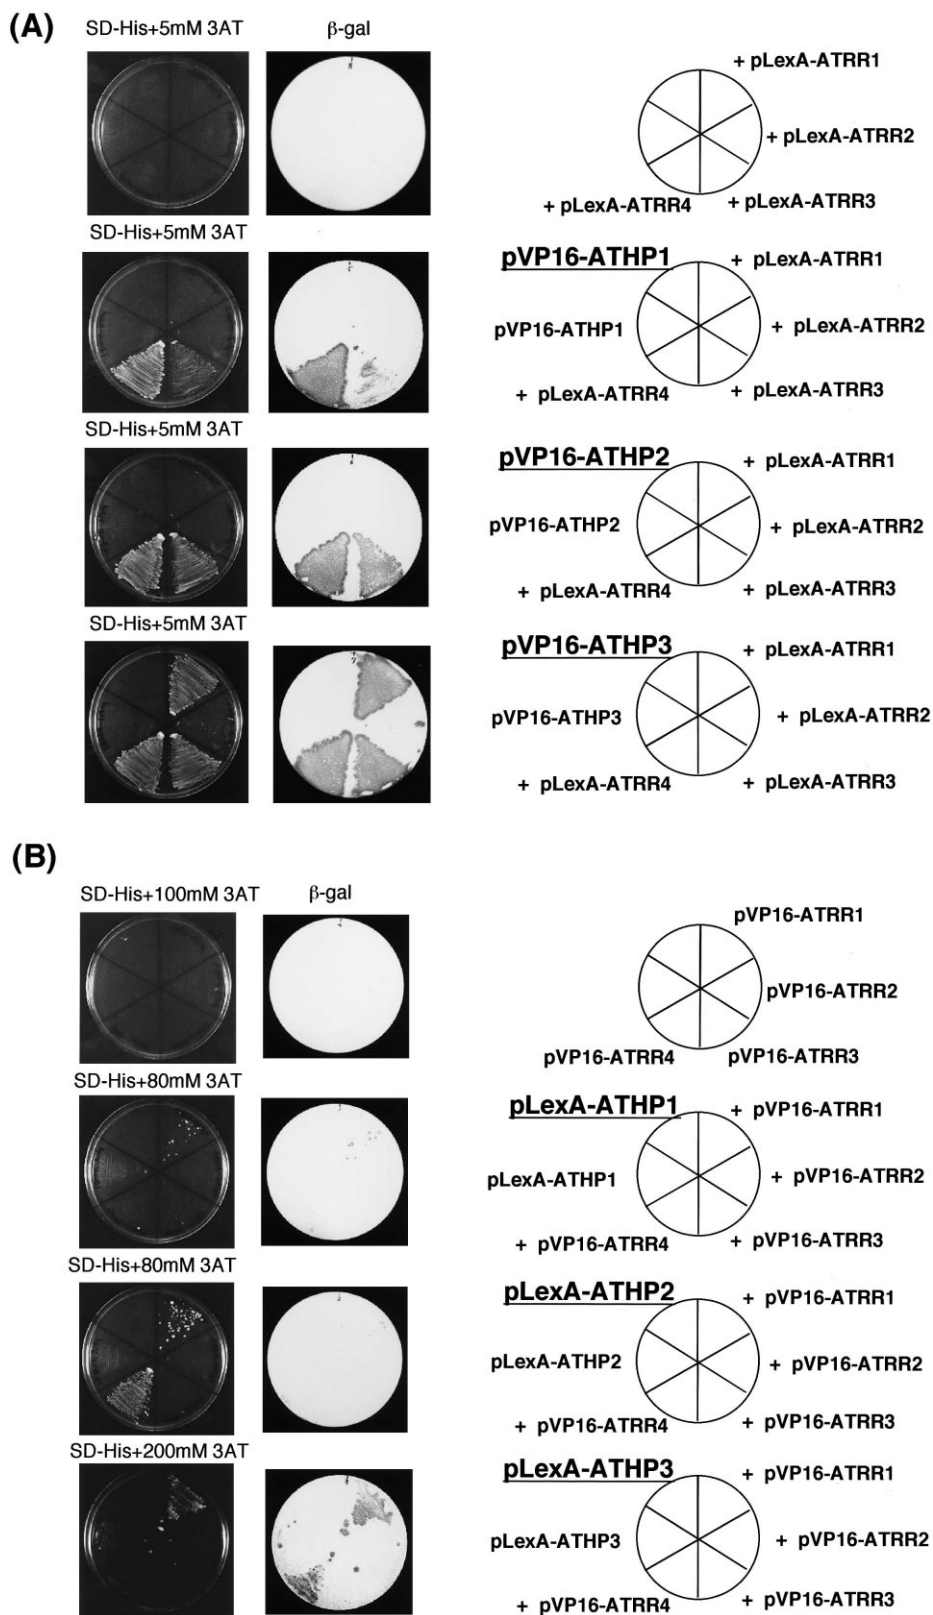 (A)
SD-His+5mM 3AT β-gal
+ pLexA-ATRR1
+ pLexA-ATRR2
+ pLexA-ATRR4 + pLexA-ATRR3
SD-His+5mM 3AT
pVP16-ATHP1 + pLexA-ATRR1
pVP16-ATHP1 + pLexA-ATRR2
+ pLexA-ATRR4 + pLexA-ATRR3
SD-His+5mM 3AT
pVP16-ATHP2 + pLexA-ATRR1
pVP16-ATHP2 + pLexA-ATRR2
+ pLexA-ATRR4 + pLexA-ATRR3
SD-His+5mM 3AT
pVP16-ATHP3 + pLexA-ATRR1
pVP16-ATHP3 + pLexA-ATRR2
+ pLexA-ATRR4 + pLexA-ATRR3
(B)
SD-His+100mM 3AT β-gal
pVP16-ATRR1
pVP16-ATRR2
pVP16-ATRR4 pVP16-ATRR3
SD-His+80mM 3AT
pLexA-ATHP1 + pVP16-ATRR1
pLexA-ATHP1 + pVP16-ATRR2
+ pVP16-ATRR4 + pVP16-ATRR3
SD-His+80mM 3AT
pLexA-ATHP2 + pVP16-ATRR1
pLexA-ATHP2 + pVP16-ATRR2
+ pVP16-ATRR4 + pVP16-ATRR3
SD-His+200mM 3AT
pLexA-ATHP3 + pVP16-ATRR1
pLexA-ATHP3 + pVP16-ATRR2
+ pVP16-ATRR4 + pVP16-ATRR3